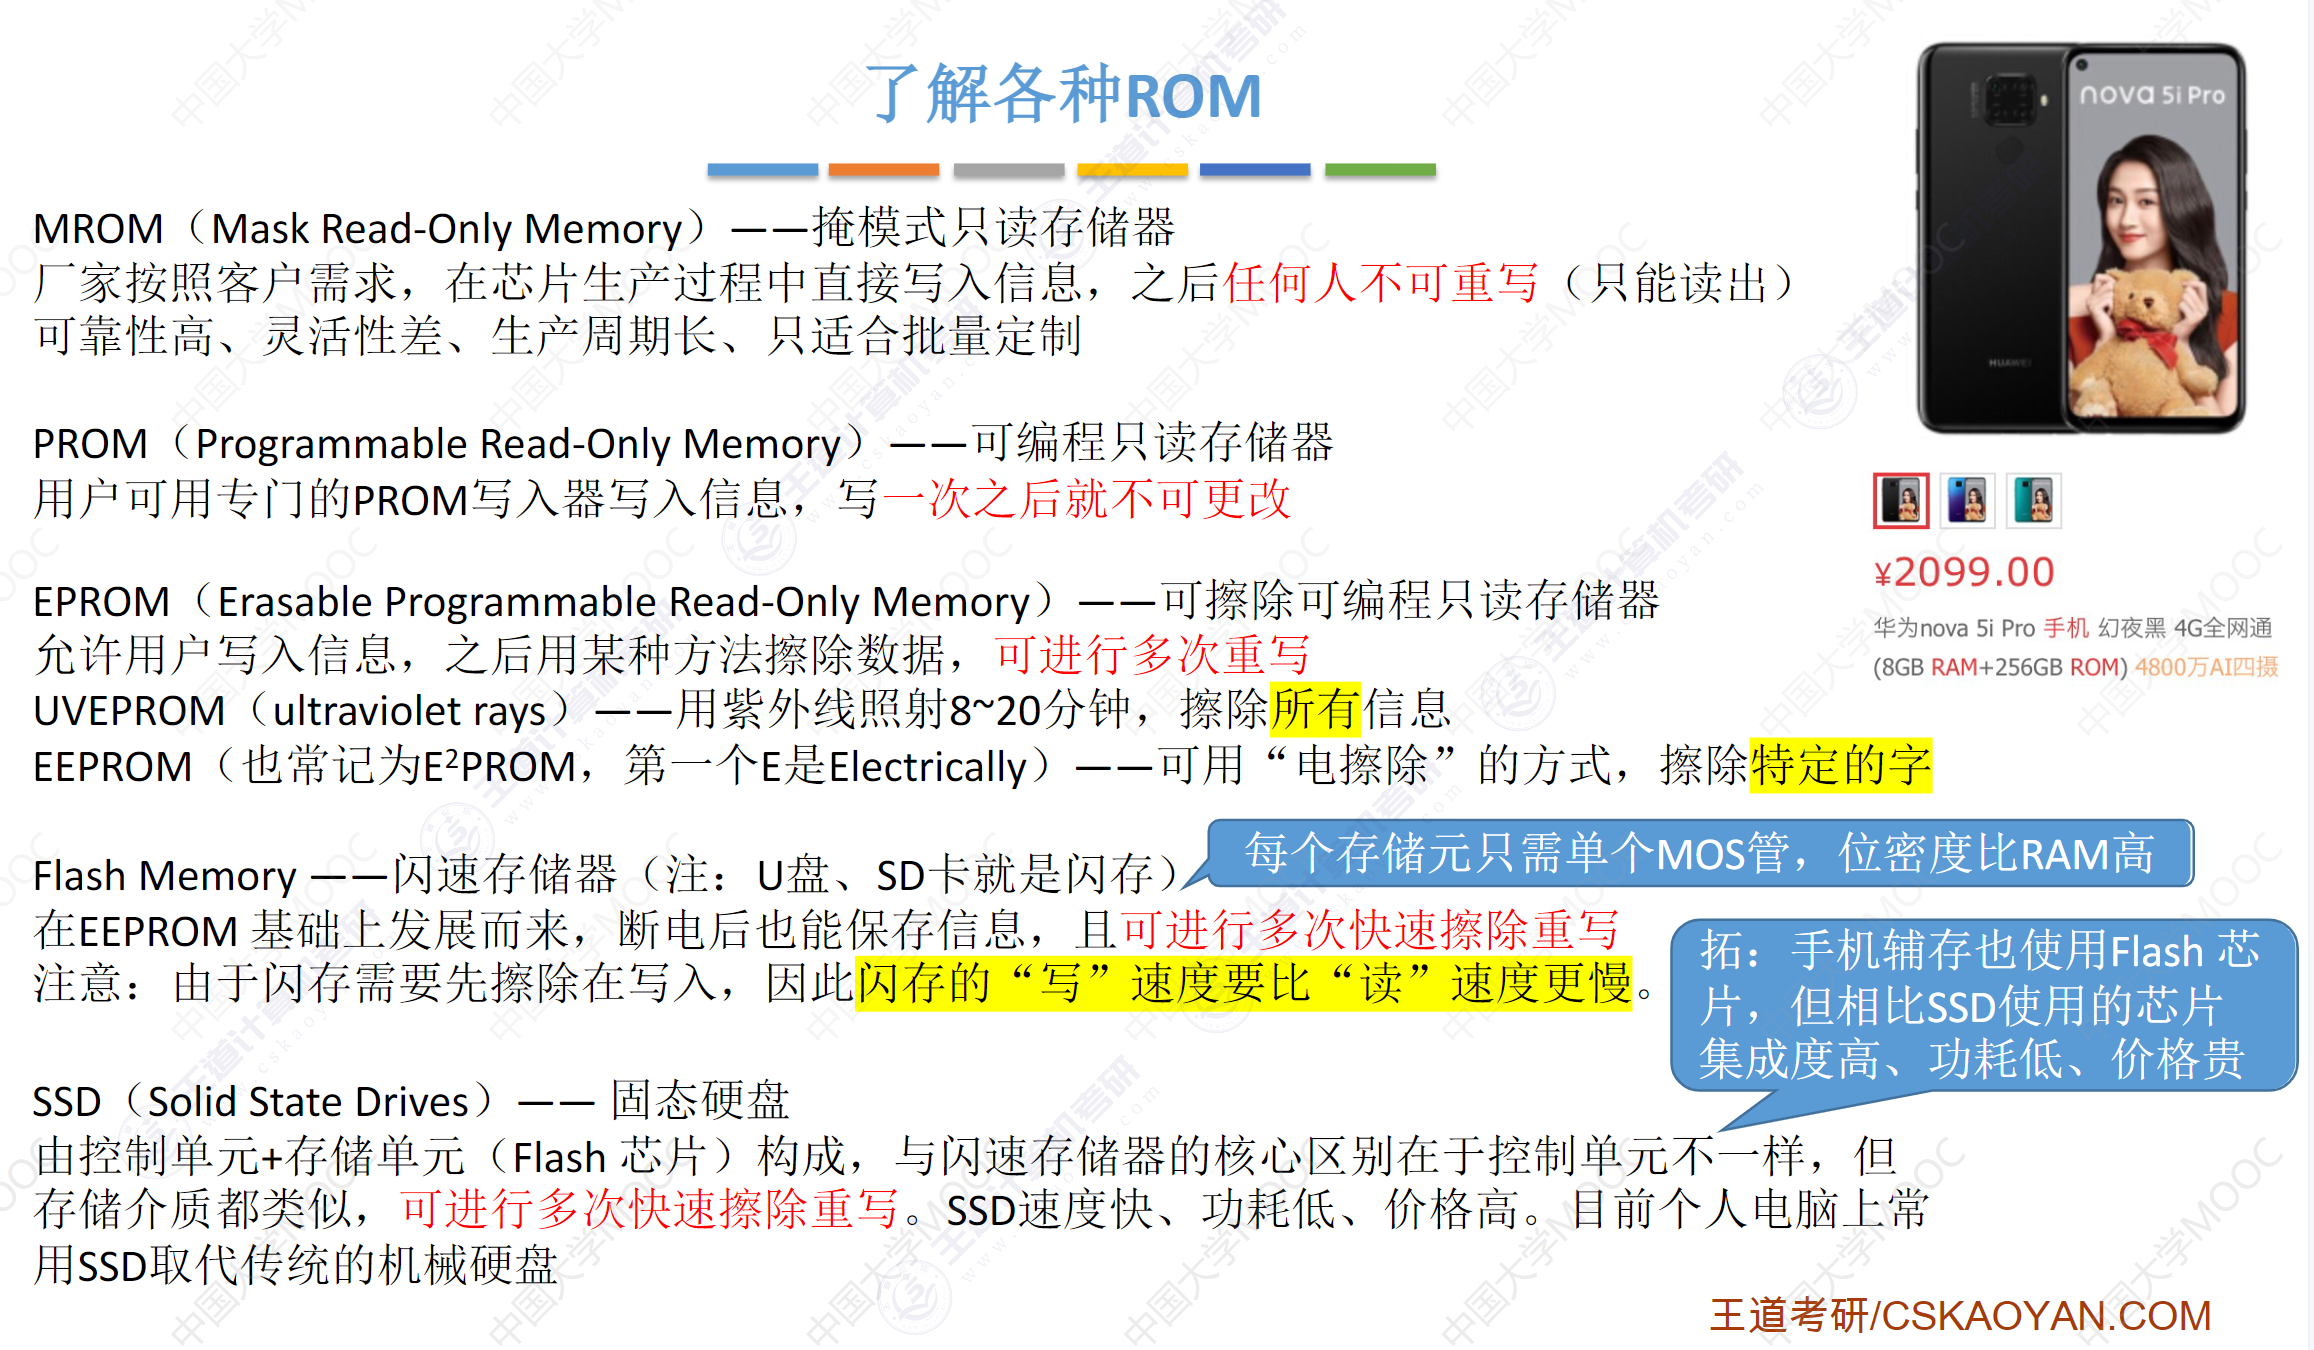 了解各种ROM
nova 5i Pro
HUAWEI
MROM（Mask Read-Only Memory）——掩模式只读存储器
厂家按照客户需求，在芯片生产过程中直接写入信息，之后任何人不可重写（只能读出）
可靠性高、灵活性差、生产周期长、只适合批量定制
PROM（Programmable Read-Only Memory）——可编程只读存储器
用户可用专门的PROM写入器写入信息，写一次之后就不可更改
¥2099.00
华为nova 5i Pro 手机 幻夜黑 4G全网通
(8GB RAM+256GB ROM) 4800万AI四摄
EPROM（Erasable Programmable Read-Only Memory）——可擦除可编程只读存储器
允许用户写入信息，之后用某种方法擦除数据，可进行多次重写
UVEPROM（ultraviolet rays）——用紫外线照射8~20分钟，擦除所有信息
EEPROM（也常记为E²PROM，第一个E是Electrically）——可用“电擦除”的方式，擦除特定的字
每个存储元只需单个MOS管，位密度比RAM高
Flash Memory ——闪速存储器（注：U盘、SD卡就是闪存）
在EEPROM 基础上发展而来，断电后也能保存信息，且可进行多次快速擦除重写
注意：由于闪存需要先擦除在写入，因此闪存的“写”速度要比“读”速度更慢。
拓：手机辅存也使用Flash 芯
片，但相比SSD使用的芯片
集成度高、功耗低、价格贵
SSD（Solid State Drives）—— 固态硬盘
由控制单元+存储单元（Flash 芯片）构成，与闪速存储器的核心区别在于控制单元不一样，但
存储介质都类似，可进行多次快速擦除重写。SSD速度快、功耗低、价格高。目前个人电脑上常
用SSD取代传统的机械硬盘
王道考研/CSKAOYAN.COM
中国大学MOOC
王道计算机考研
www.cskaoyan.com